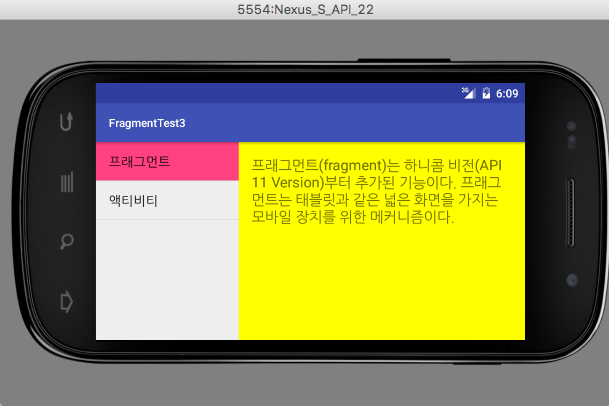 5554:Nexus_S_API_22
3G 6:09
FragmentTest3
프래그먼트
액티비티
프래그먼트(fragment)는 하니콤 비전(API
11 Version)부터 추가된 기능이다. 프래그
먼트는 태블릿과 같은 넓은 화면을 가지는
모바일 장치를 위한 메커니즘이다.